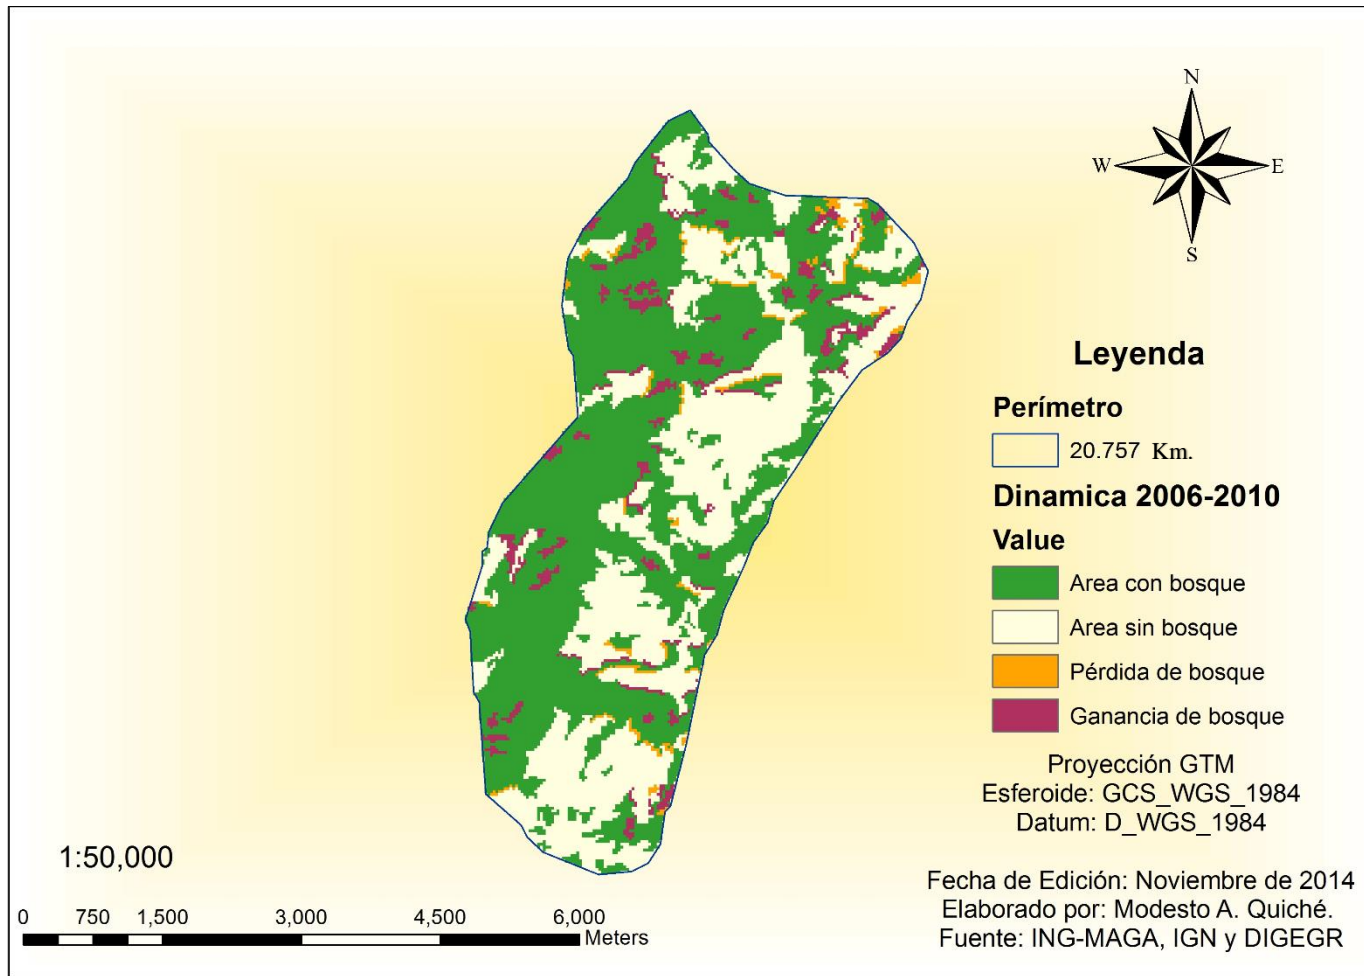 N
W
E
S
Leyenda
Perímetro
20.757 Km.
Dinamica 2006-2010
Value
Area con bosque
Area sin bosque
Pérdida de bosque
Ganancia de bosque
Proyección GTM
Esferoide: GCS_WGS_1984
Datum: D_WGS_1984
1:50,000
0 750 1,500 3,000 4,500 6,000
Meters
Fecha de Edición: Noviembre de 2014
Elaborado por: Modesto A. Quiché.
Fuente: ING-MAGA, IGN y DIGEGR